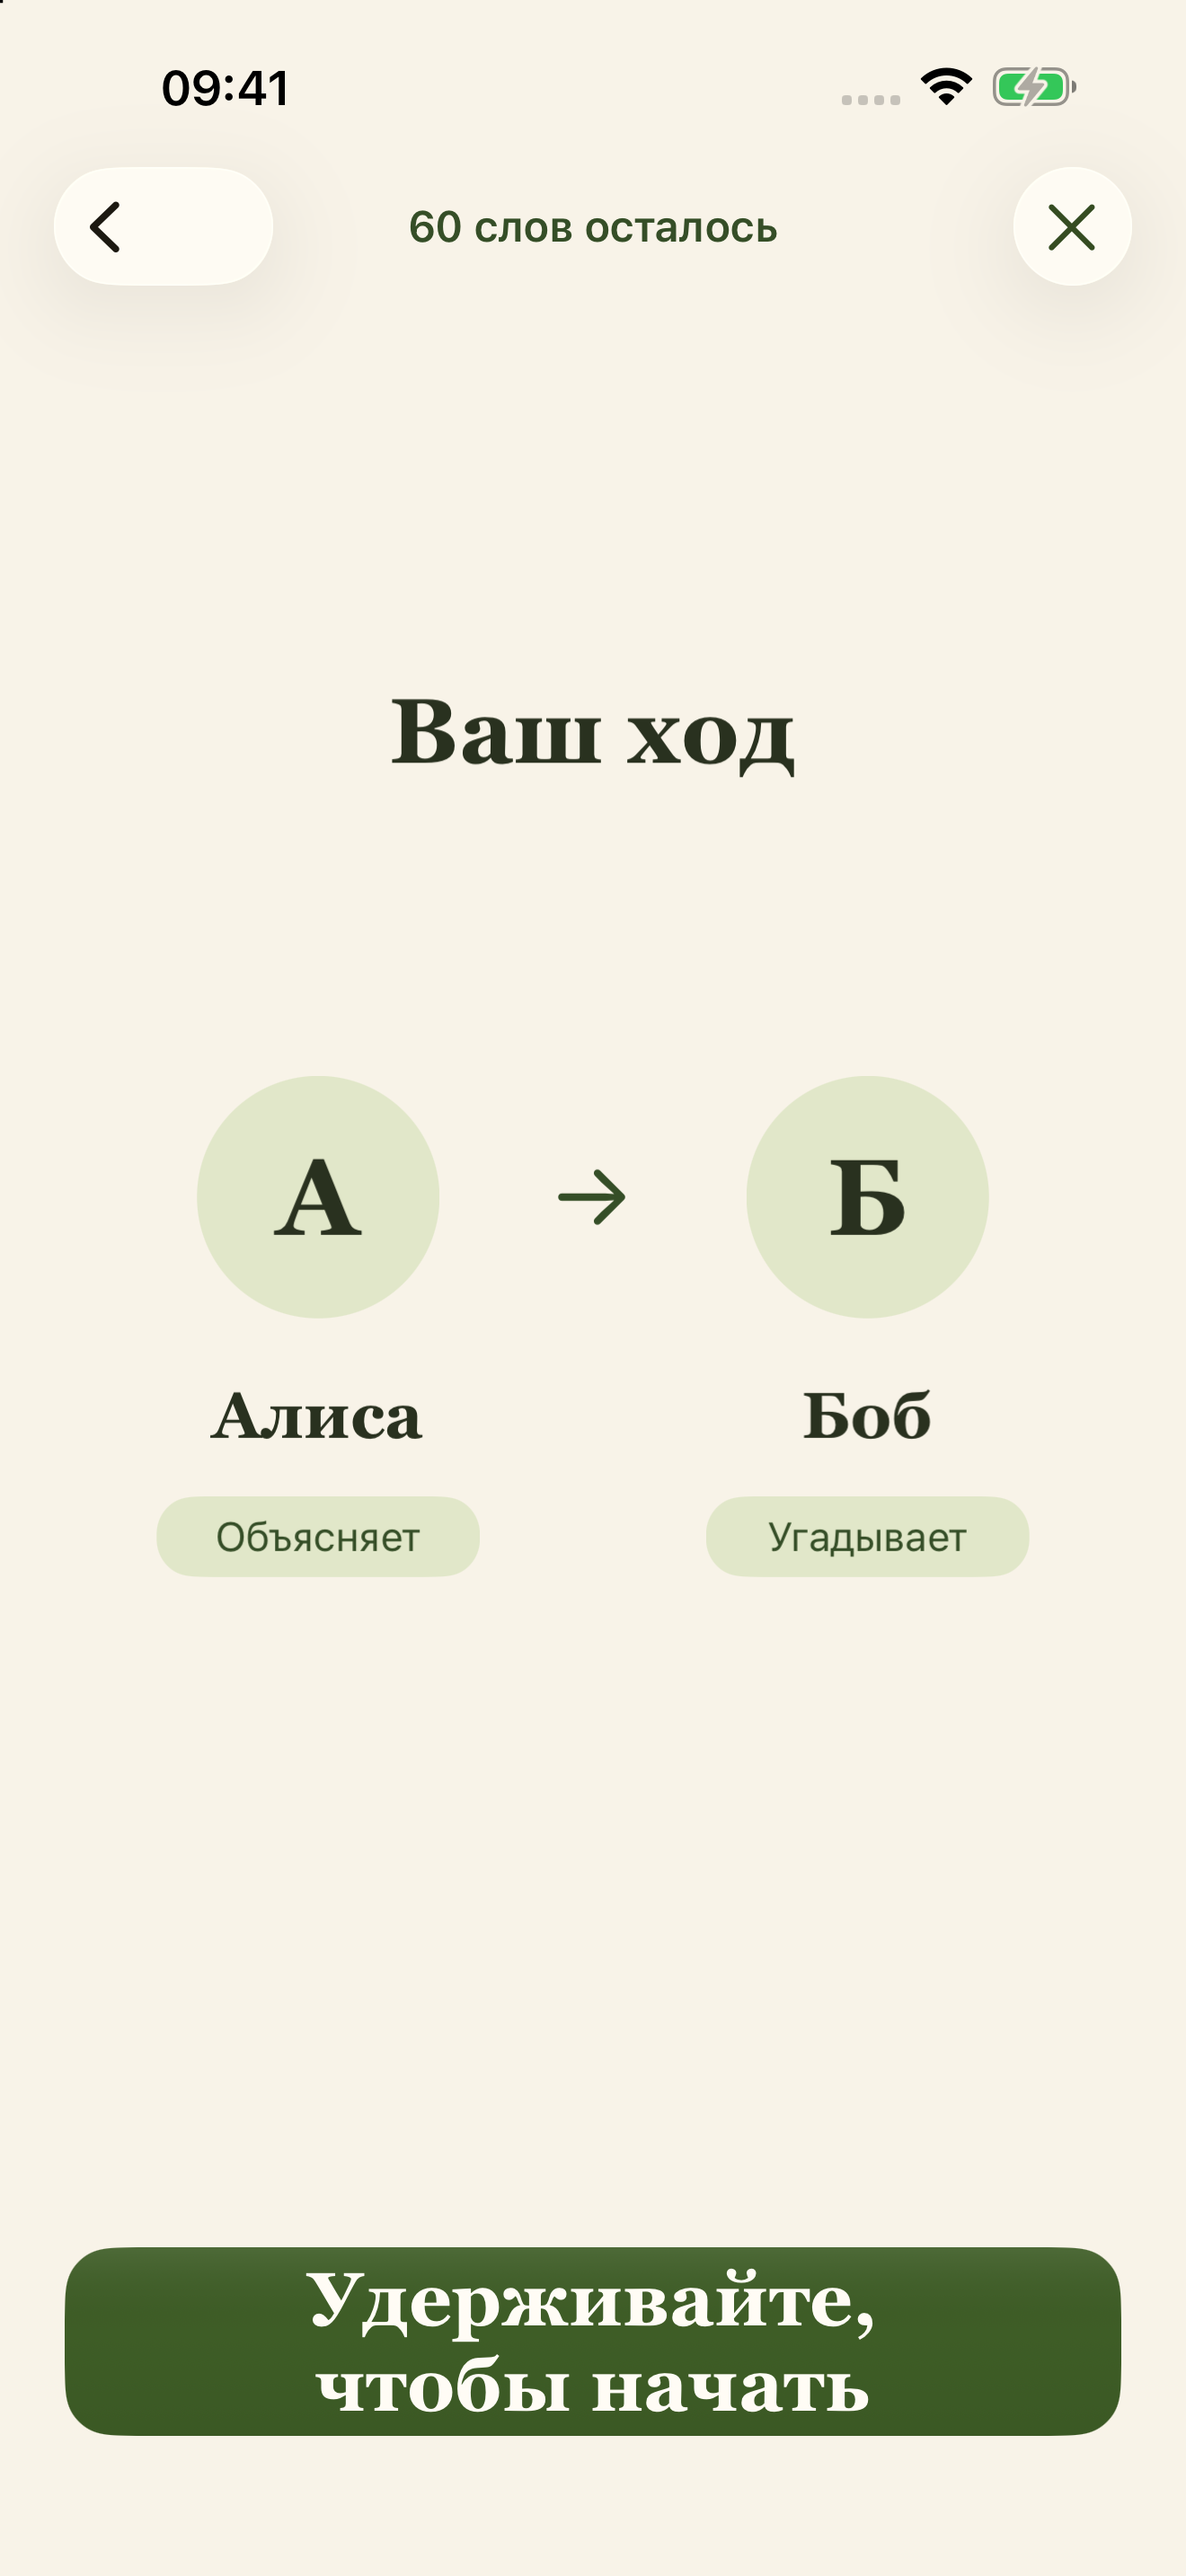 09:41
60 слов осталось
Ваш ход
А
Б
Алиса
Боб
Объясняет
Угадывает
Удерживайте,
чтобы начать